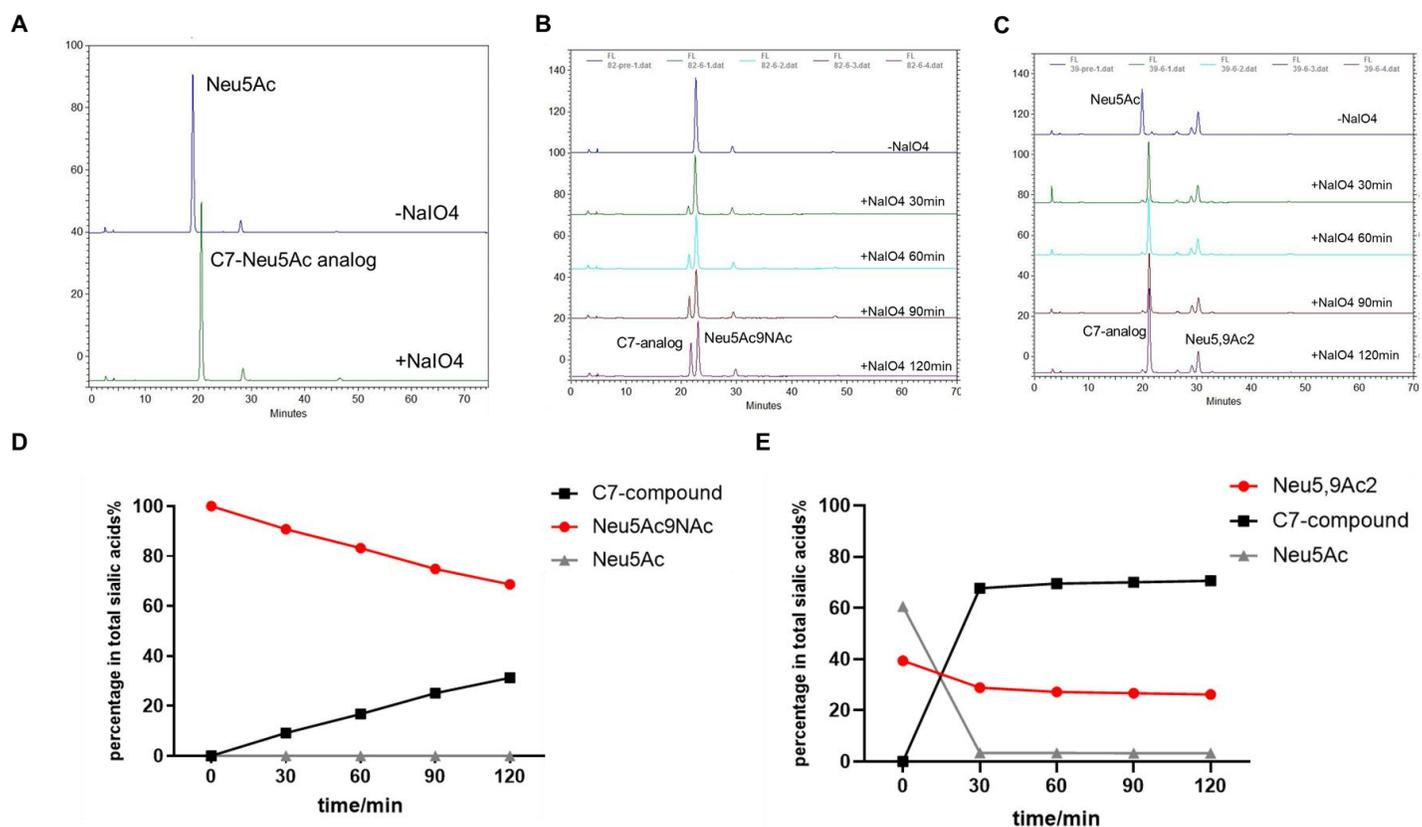 A
100
80
60
40
20
0
Neu5Ac
-NaIO4
C7-Neu5Ac analog
+NaIO4
0 10 20 30 40 50 60 70
Minutes
B
FL 82-pre-1.dat
FL 82-6-1.dat
FL 82-6-2.dat
FL 82-6-3.dat
FL 82-6-4.dat
140
120
100
80
60
40
20
0
-NaIO4
+NaIO4 30min
+NaIO4 60min
+NaIO4 90min
C7-analog Neu5Ac9NAc
+NaIO4 120min
0 10 20 30 40 50 60 70
Minutes
C
FL 39-pre-1.dat
FL 39-6-1.dat
FL 39-6-2.dat
FL 39-6-3.dat
FL 39-6-4.dat
140
120
100
80
60
40
20
0
Neu5Ac
-NaIO4
+NaIO4 30min
+NaIO4 60min
+NaIO4 90min
C7-analog
Neu5,9Ac2
+NaIO4 120min
0 10 20 30 40 50 60 70
Minutes
D
percentage in total sialic acids%
100
80
60
40
20
0
C7-compound
Neu5Ac9NAc
Neu5Ac
0 30 60 90 120
time/min
E
percentage in total sialic acids%
100
80
60
40
20
0
Neu5,9Ac2
C7-compound
Neu5Ac
0 30 60 90 120
time/min